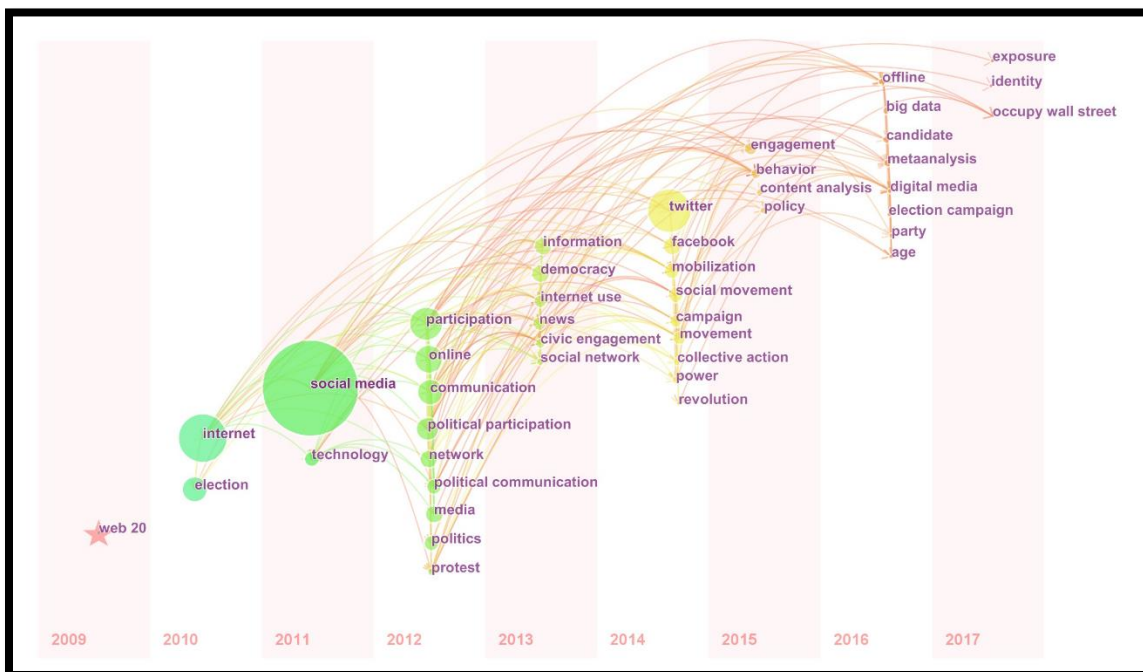 exposure
offline
identity
big data
occupy wall street
candidate
engagement
metaanalysis
behavior
content analysis
digital media
twitter
policy
election campaign
party
information
facebook
age
democracy
mobilization
internet use
social movement
participation
news
campaign
civic engagement
movement
online
social network
collective action
social media
communication
power
revolution
internet
political participation
technology
network
election
political communication
media
web 20
politics
protest
2009 2010 2011 2012 2013 2014 2015 2016 2017